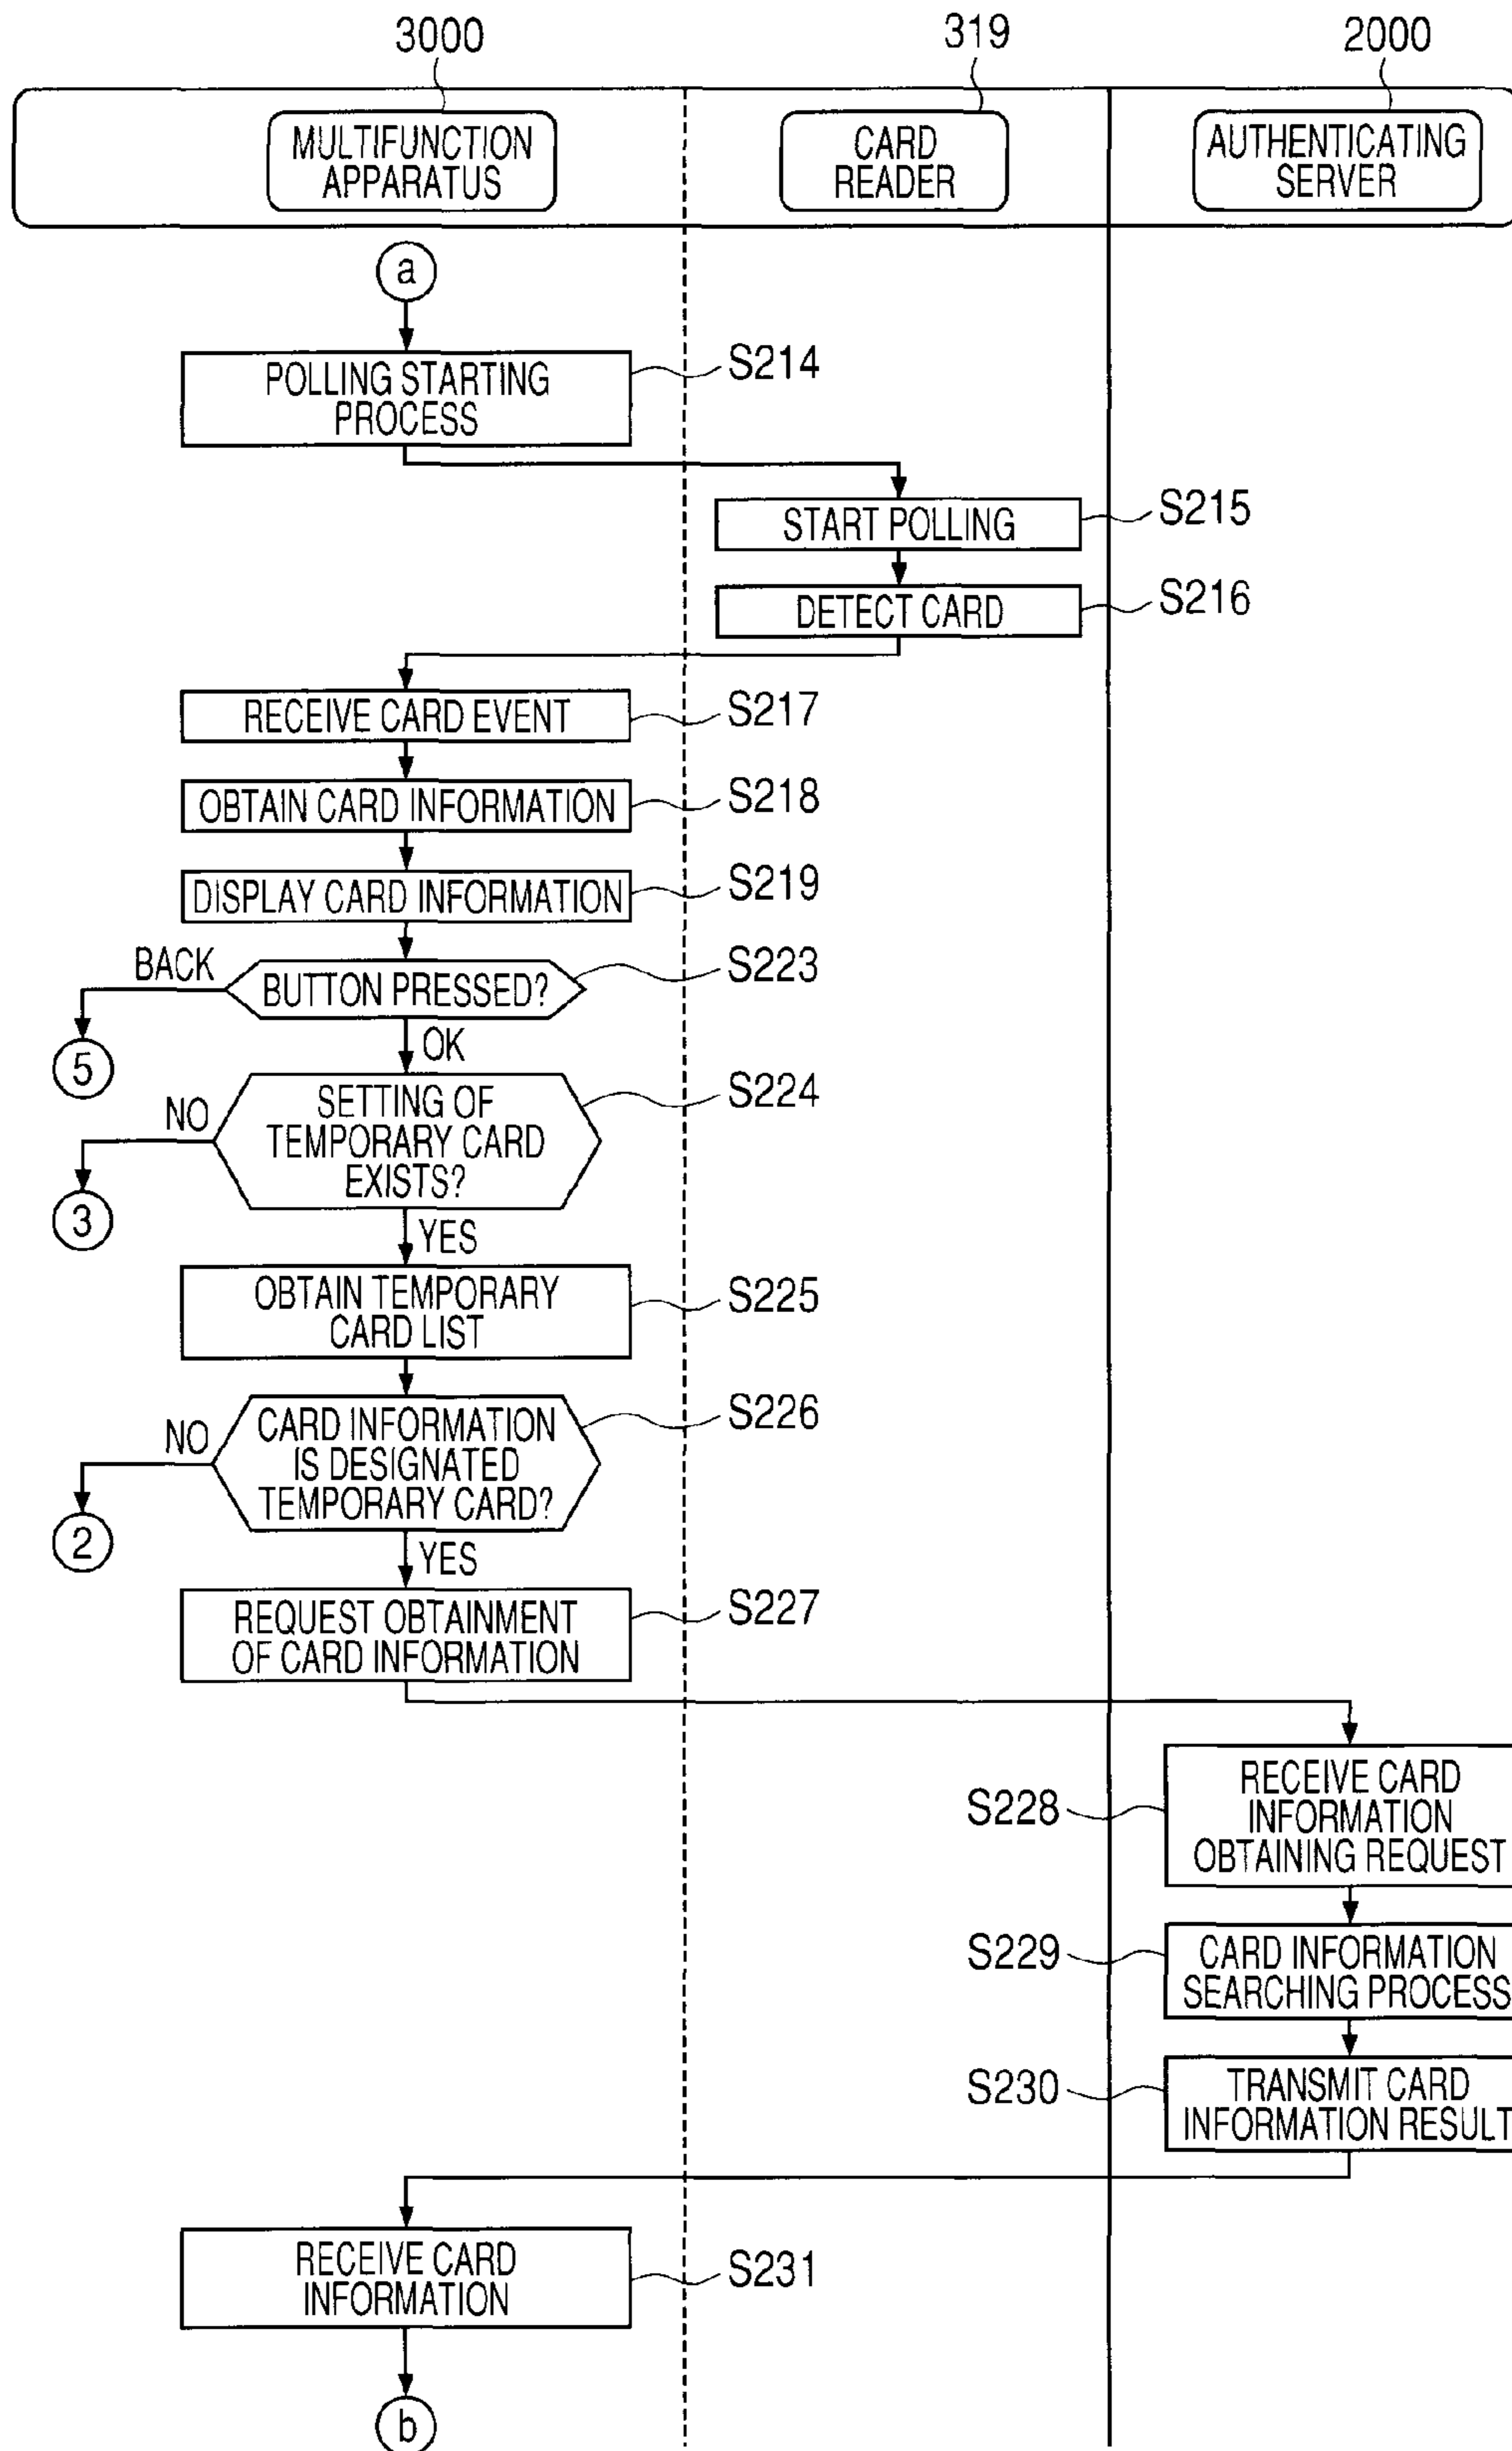 3000
319
2000
MULTIFUNCTION
APPARATUS
CARD
READER
AUTHENTICATING
SERVER
a
POLLING STARTING
PROCESS
S214
START POLLING
S215
DETECT CARD
S216
RECEIVE CARD EVENT
S217
OBTAIN CARD INFORMATION
S218
DISPLAY CARD INFORMATION
S219
BACK
BUTTON PRESSED?
S223
5
OK
NO
SETTING OF
TEMPORARY CARD
EXISTS?
S224
3
YES
OBTAIN TEMPORARY
CARD LIST
S225
NO
CARD INFORMATION
IS DESIGNATED
TEMPORARY CARD?
S226
2
YES
REQUEST OBTAINMENT
OF CARD INFORMATION
S227
S228
RECEIVE CARD
INFORMATION
OBTAINING REQUEST
S229
CARD INFORMATION
SEARCHING PROCESS
S230
TRANSMIT CARD
INFORMATION RESULT
RECEIVE CARD
INFORMATION
S231
b